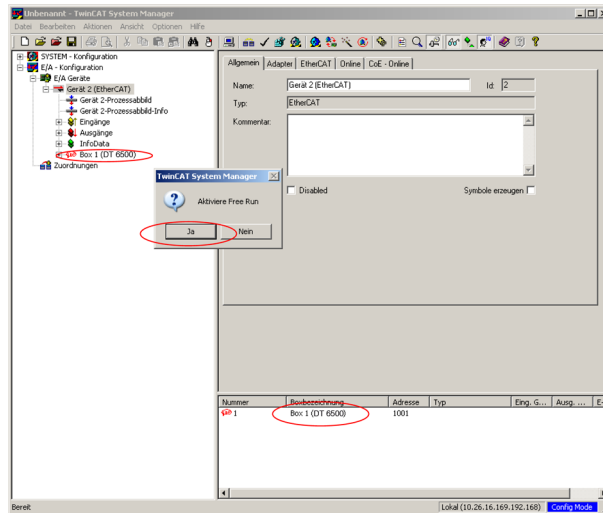 Unbenannt - TwinCAT System Manager
Datei Bearbeiten Aktionen Ansicht Optionen Hilfe
SYSTEM - Konfiguration
E/A - Konfiguration
E/A Geräte
Gerät 2 (EtherCAT)
Gerät 2-Prozessabbild
Gerät 2-Prozessabbild-Info
Eingänge
Ausgänge
InfoData
Box 1 (DT 6500)
Zuordnungen
Allgemein Adapter EtherCAT Online CoE - Online
Name: Gerät 2 (EtherCAT) Id: 2
Typ: EtherCAT
Kommentar:
Disabled Symbole erzeugen
TwinCAT System Manager
Aktiviere Free Run
Ja Nein
Nummer Boxbezeichnung Adresse Typ Eing. G... Ausg. ... E-
1 Box 1 (DT 6500) 1001
Bereit Lokal (10.26.16.169.192.168) Config Mode